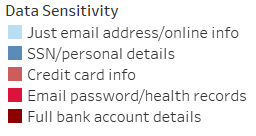 Data Sensitivity
Just email address/online info
SSN/personal details
Credit card info
Email password/health records
Full bank account details